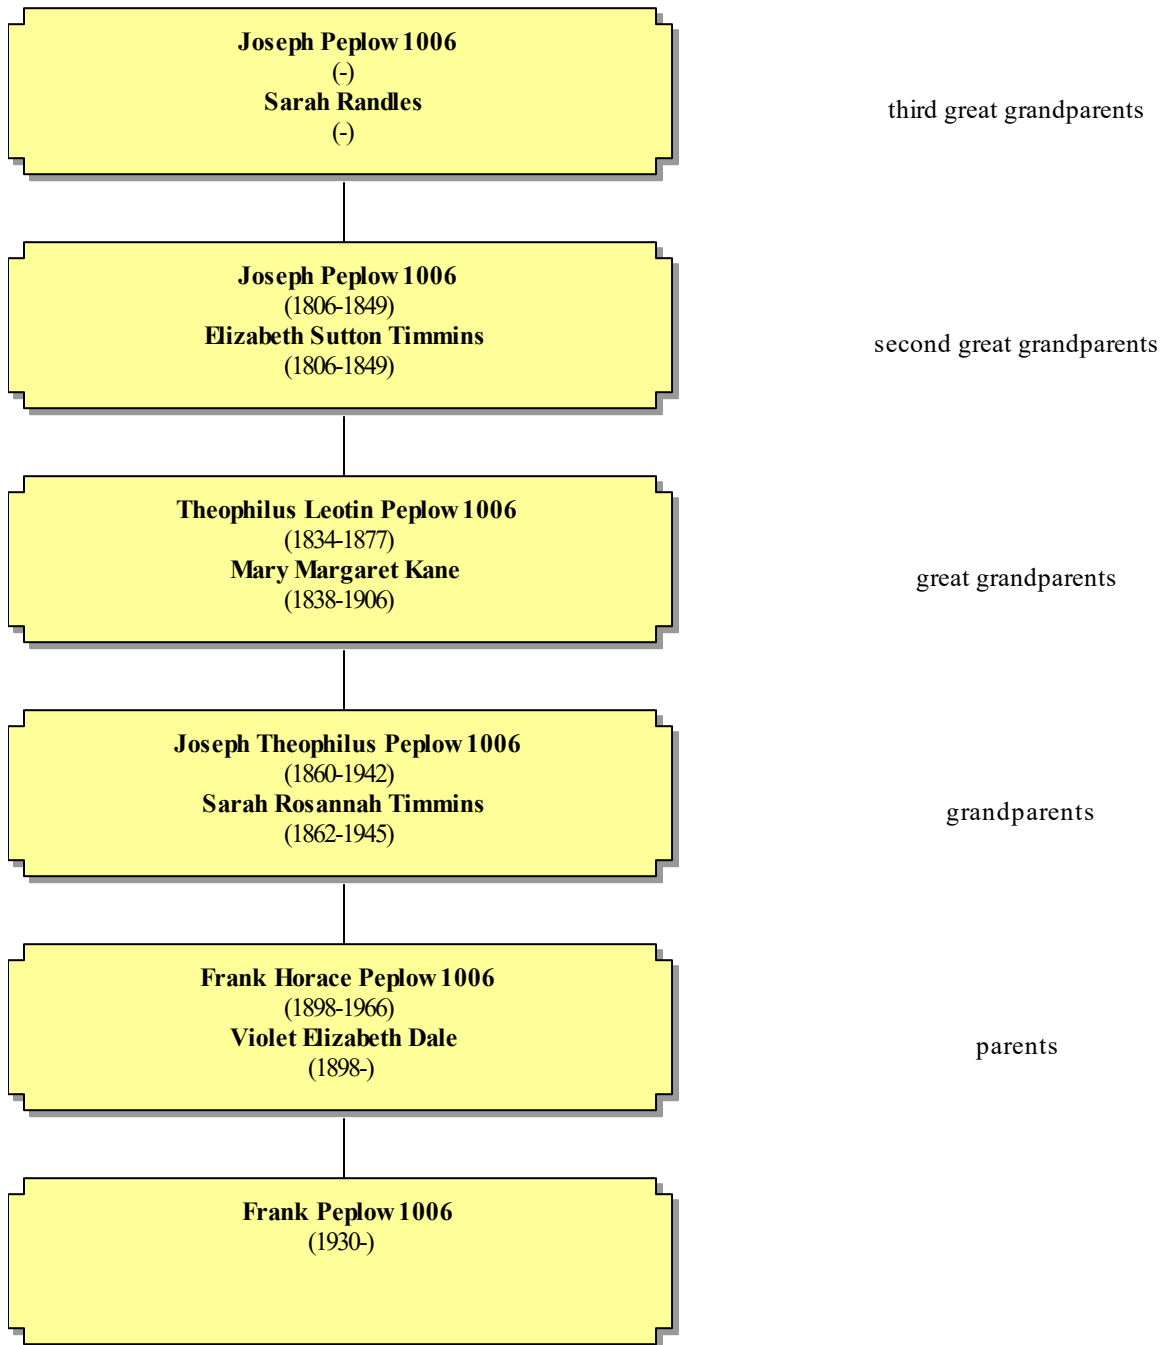 Joseph Peplow 1006
(-)
Sarah Randles
(-)
third great grandparents
Joseph Peplow 1006
(1806-1849)
Elizabeth Sutton Timmins
(1806-1849)
second great grandparents
Theophilus Leotin Peplow 1006
(1834-1877)
Mary Margaret Kane
(1838-1906)
great grandparents
Joseph Theophilus Peplow 1006
(1860-1942)
Sarah Rosannah Timmins
(1862-1945)
grandparents
Frank Horace Peplow 1006
(1898-1966)
Violet Elizabeth Dale
(1898-)
parents
Frank Peplow 1006
(1930-)